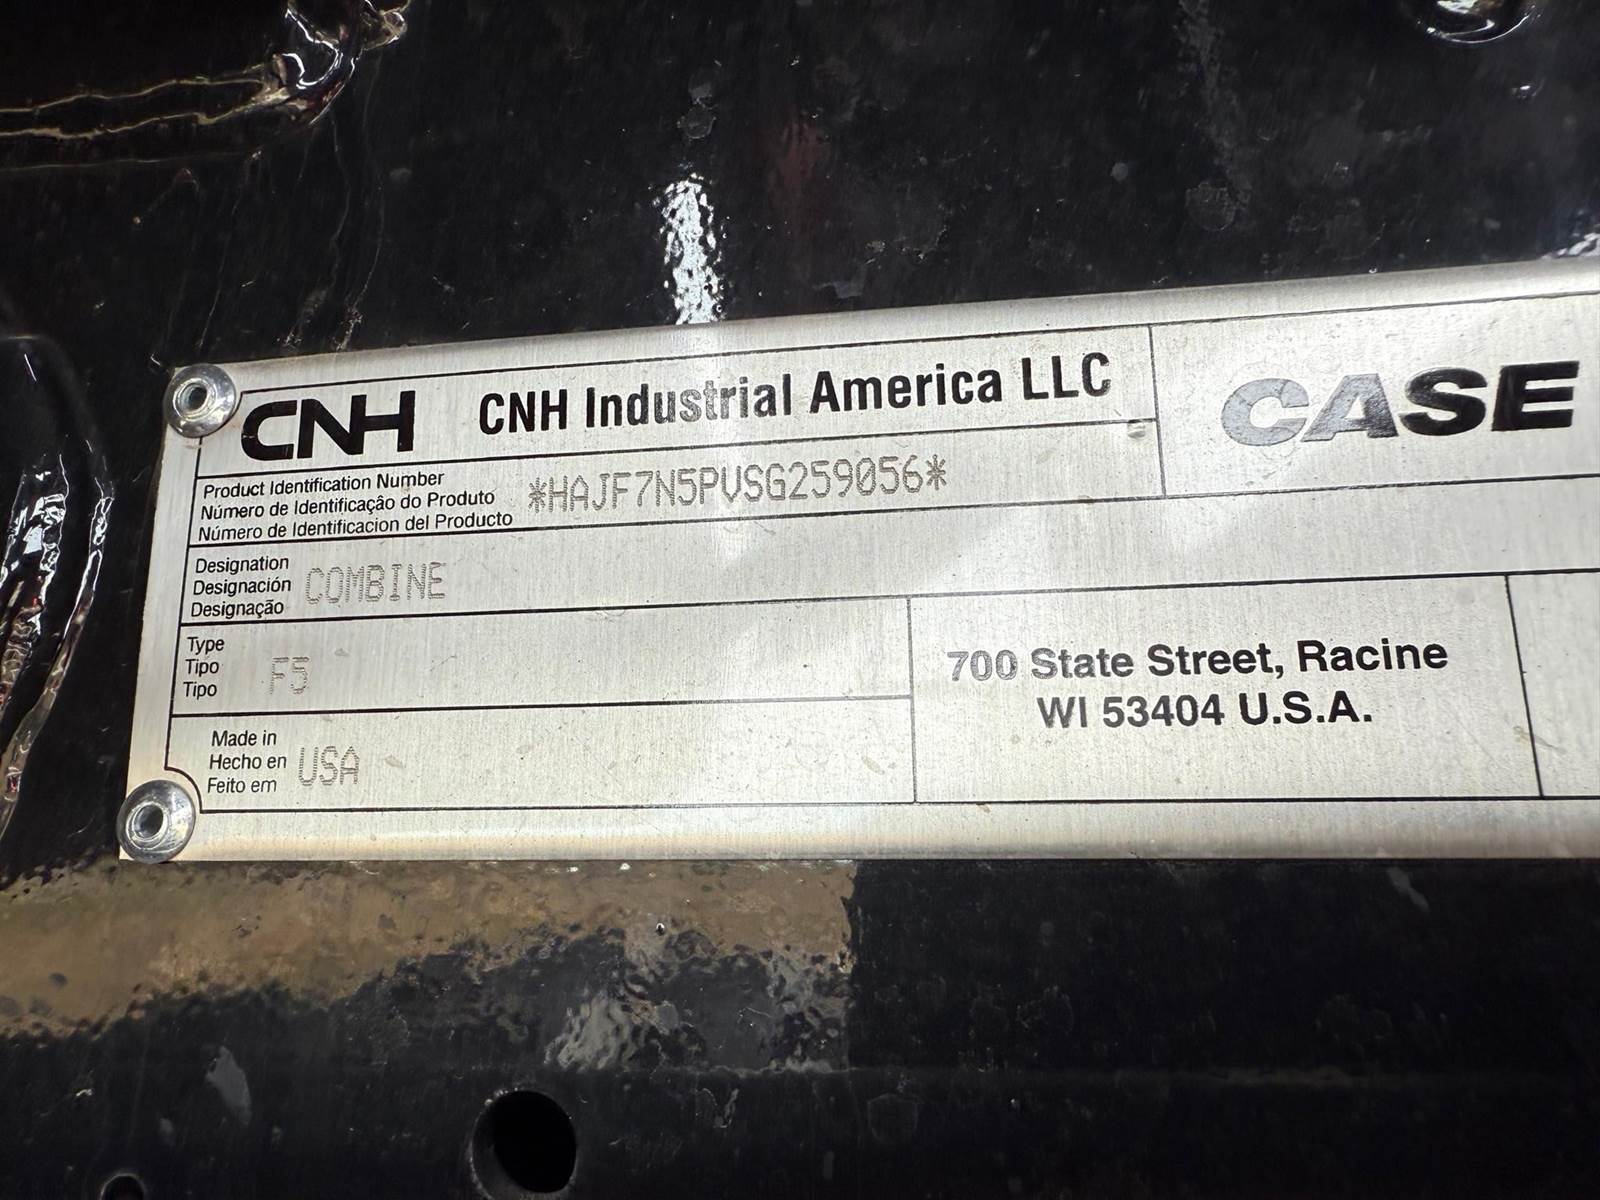 CNH CNH Industrial America LLC
CASE
Product Identification Number
Número de Identificação do Produto
Número de Identificacion del Producto
*HAJF7N5PVSG259056*
Designation
Designación
Designação
COMBINE
Type
Tipo
Tipo
F5
Made in
Hecho en
Feito em
USA
700 State Street, Racine
WI 53404 U.S.A.